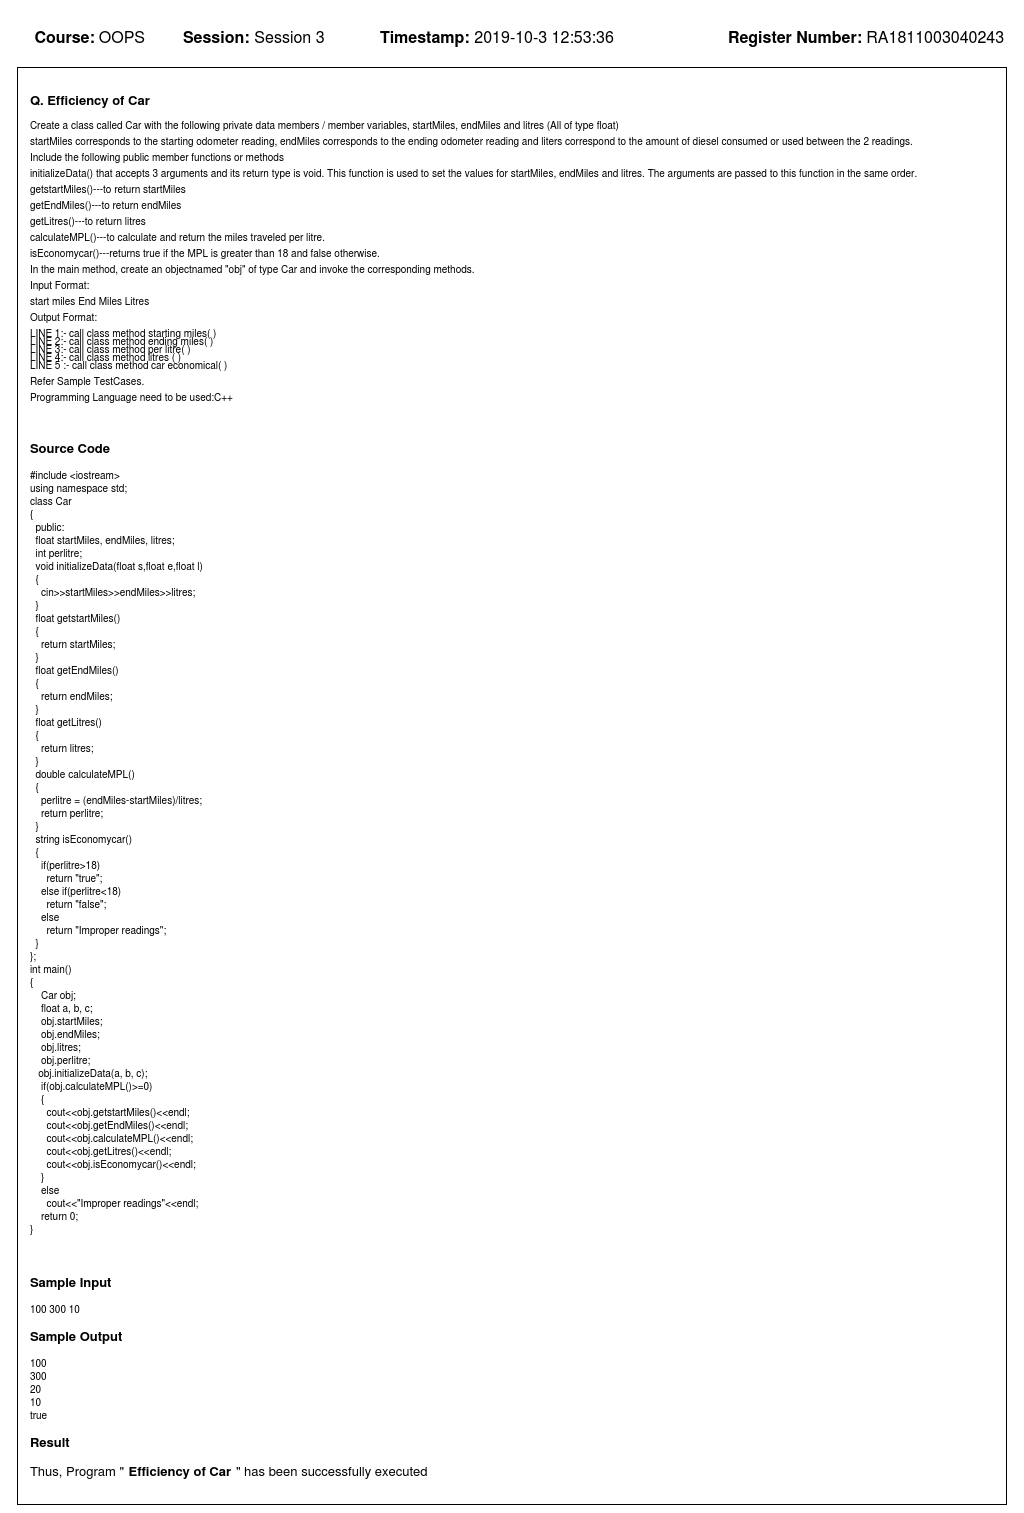 Course: OOPS Session: Session 3 Timestamp: 2019-10-3 12:53:36 Register Number: RA1811003040243
Q. Efficiency of Car
Create a class called Car with the following private data members / member variables, startMiles, endMiles and litres (All of type float)
startMiles corresponds to the starting odometer reading, endMiles corresponds to the ending odometer reading and liters correspond to the amount of diesel consumed or used between the 2 readings.
Include the following public member functions or methods
initializeData() that accepts 3 arguments and its return type is void. This function is used to set the values for startMiles, endMiles and litres. The arguments are passed to this function in the same order.
getstartMiles()---to return startMiles
getEndMiles()---to return endMiles
getLitres()---to return litres
calculateMPL()---to calculate and return the miles traveled per litre.
isEconomycar()---returns true if the MPL is greater than 18 and false otherwise.
In the main method, create an objectnamed "obj" of type Car and invoke the corresponding methods.
Input Format:
start miles End Miles Litres
Output Format:
LINE 1:- call class method starting miles( )
LINE 2:- call class method ending miles( )
LINE 3:- call class method per litre( )
LINE 4:- call class method litres ( )
LINE 5 :- call class method car economical( )
Refer Sample TestCases.
Programming Language need to be used:C++
Source Code
#include <iostream>
using namespace std;
class Car
{
public:
float startMiles, endMiles, litres;
int perlitre;
void initializeData(float s,float e,float l)
{
cin>>startMiles>>endMiles>>litres;
}
float getstartMiles()
{
return startMiles;
}
float getEndMiles()
{
return endMiles;
}
float getLitres()
{
return litres;
}
double calculateMPL()
{
perlitre = (endMiles-startMiles)/litres;
return perlitre;
}
string isEconomycar()
{
if(perlitre>18)
return "true";
else if(perlitre<18)
return "false";
else
return "Improper readings";
}
};
int main()
{
Car obj;
float a, b, c;
obj.startMiles;
obj.endMiles;
obj.litres;
obj.perlitre;
obj.initializeData(a, b, c);
if(obj.calculateMPL()>=0)
{
cout<<obj.getstartMiles()<<endl;
cout<<obj.getEndMiles()<<endl;
cout<<obj.calculateMPL()<<endl;
cout<<obj.getLitres()<<endl;
cout<<obj.isEconomycar()<<endl;
}
else
cout<<"Improper readings"<<endl;
return 0;
}
Sample Input
100 300 10
Sample Output
100
300
20
10
true
Result
Thus, Program " Efficiency of Car " has been successfully executed